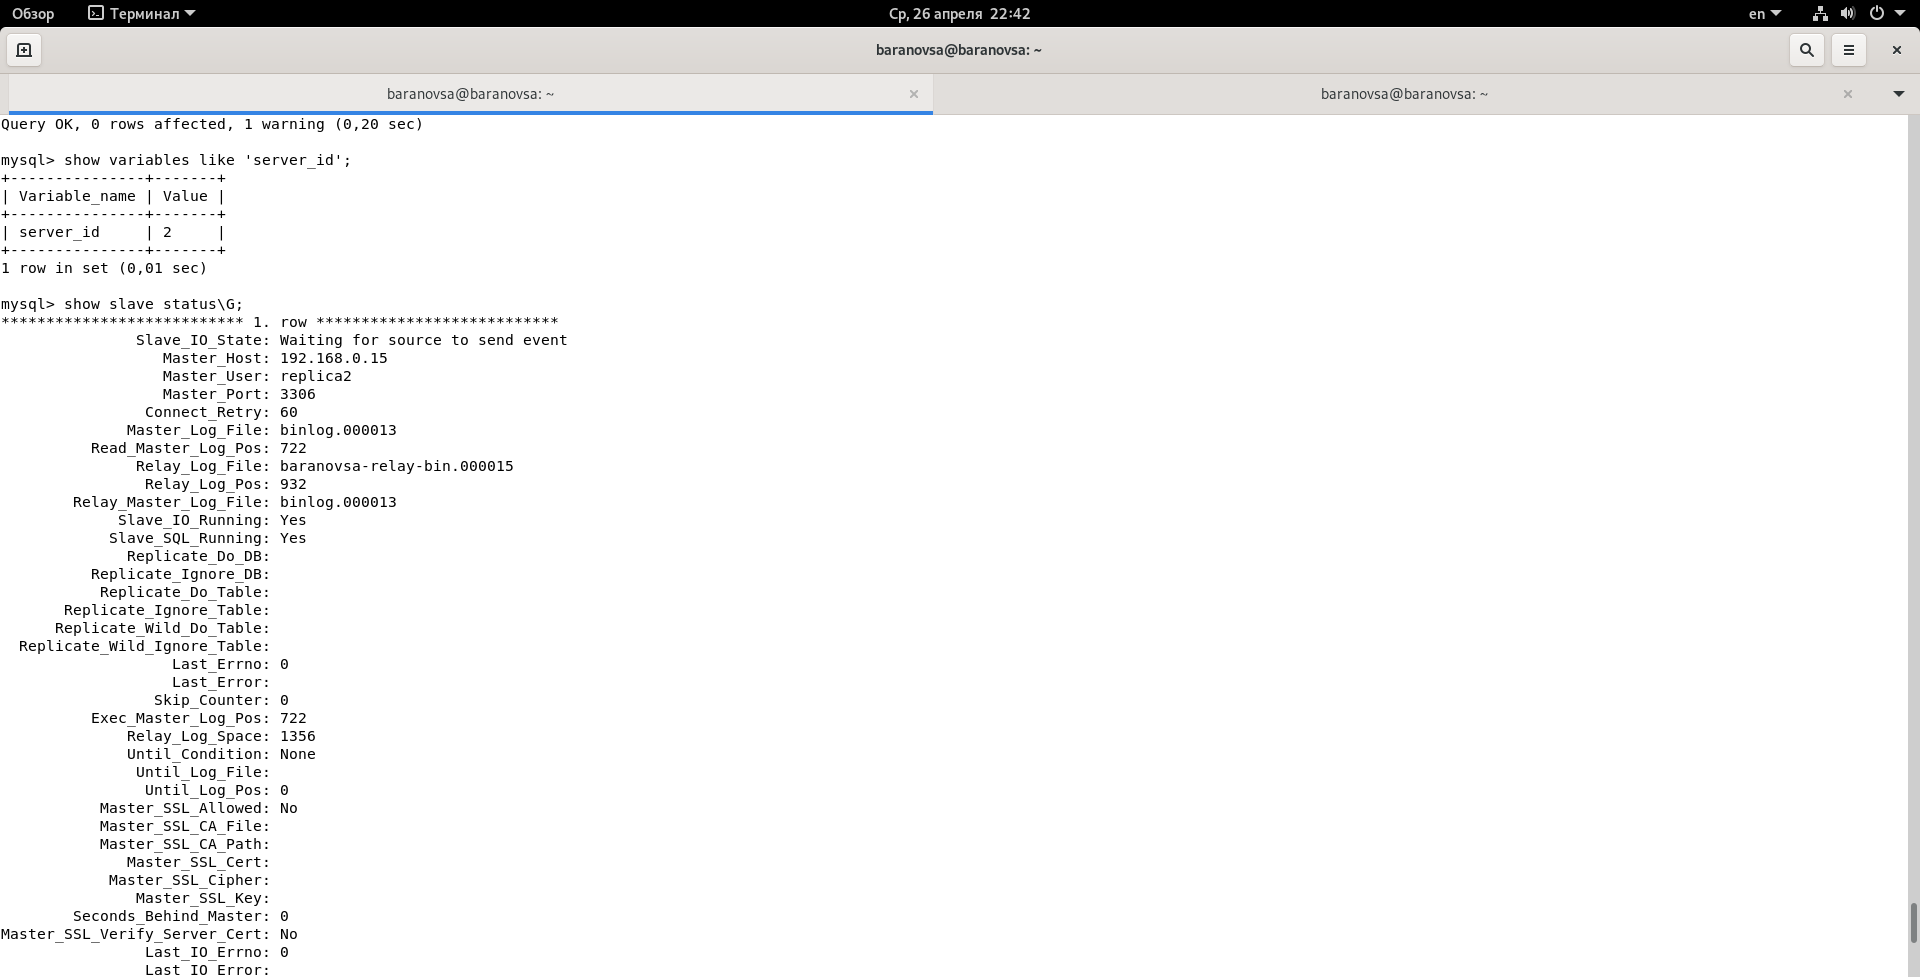 Обзор Терминал Ср, 26 апреля 22:42 en
baranovsa@baranovsa: ~
baranovsa@baranovsa: ~ × baranovsa@baranovsa: ~ ×
Query OK, 0 rows affected, 1 warning (0,20 sec)
mysql> show variables like 'server_id';
+---------------+-------+
| Variable_name | Value |
+---------------+-------+
| server_id     | 2     |
+---------------+-------+
1 row in set (0,01 sec)
mysql> show slave status\G;
*************************** 1. row ***************************
               Slave_IO_State: Waiting for source to send event
                  Master_Host: 192.168.0.15
                  Master_User: replica2
                  Master_Port: 3306
                Connect_Retry: 60
              Master_Log_File: binlog.000013
          Read_Master_Log_Pos: 722
               Relay_Log_File: baranovsa-relay-bin.000015
                Relay_Log_Pos: 932
        Relay_Master_Log_File: binlog.000013
             Slave_IO_Running: Yes
            Slave_SQL_Running: Yes
              Replicate_Do_DB:
          Replicate_Ignore_DB:
           Replicate_Do_Table:
       Replicate_Ignore_Table:
      Replicate_Wild_Do_Table:
  Replicate_Wild_Ignore_Table:
                   Last_Errno: 0
                   Last_Error:
                 Skip_Counter: 0
          Exec_Master_Log_Pos: 722
              Relay_Log_Space: 1356
              Until_Condition: None
               Until_Log_File:
                Until_Log_Pos: 0
           Master_SSL_Allowed: No
           Master_SSL_CA_File:
           Master_SSL_CA_Path:
              Master_SSL_Cert:
            Master_SSL_Cipher:
               Master_SSL_Key:
        Seconds_Behind_Master: 0
Master_SSL_Verify_Server_Cert: No
                Last_IO_Errno: 0
                Last_IO_Error: